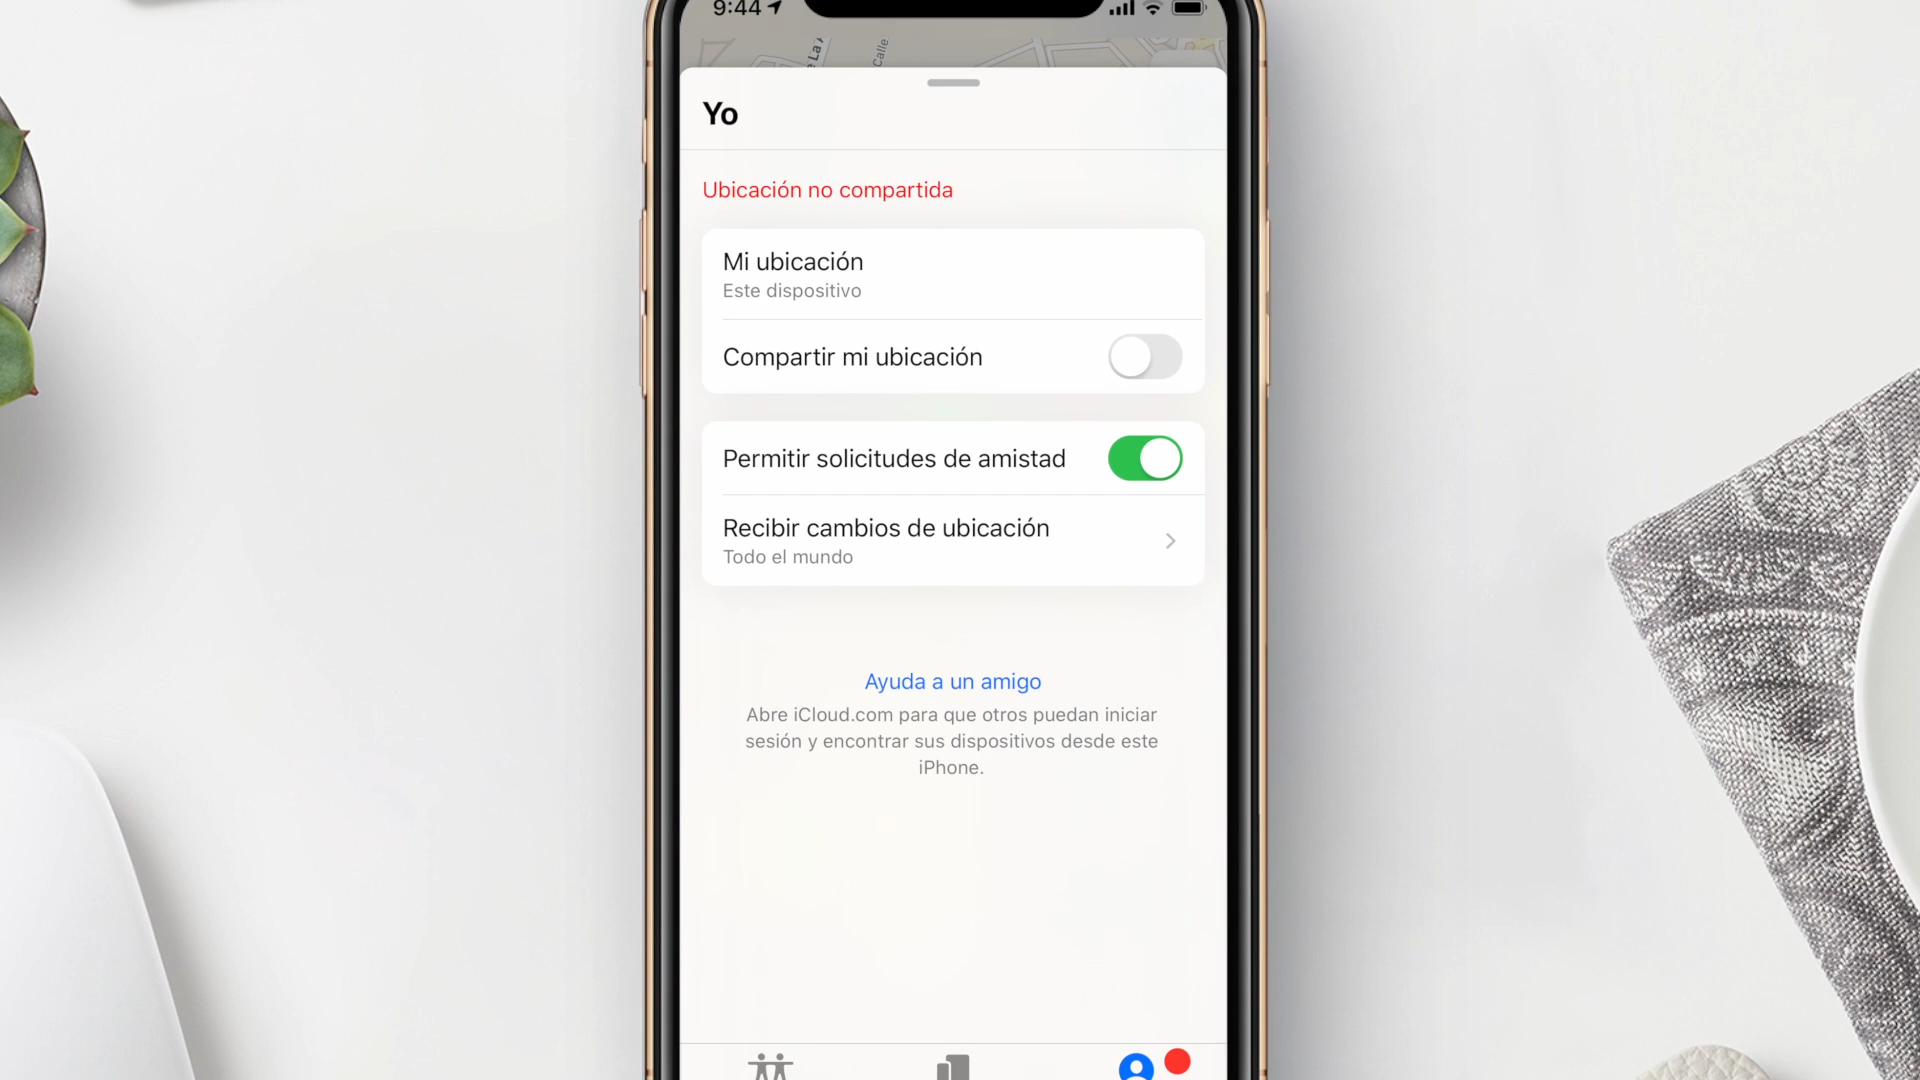 9:44
Calle
Yo
Ubicación no compartida
Mi ubicación
Este dispositivo
Compartir mi ubicación
Permitir solicitudes de amistad
Recibir cambios de ubicación
Todo el mundo
Ayuda a un amigo
Abre iCloud.com para que otros puedan iniciar
sesión y encontrar sus dispositivos desde este
iPhone.